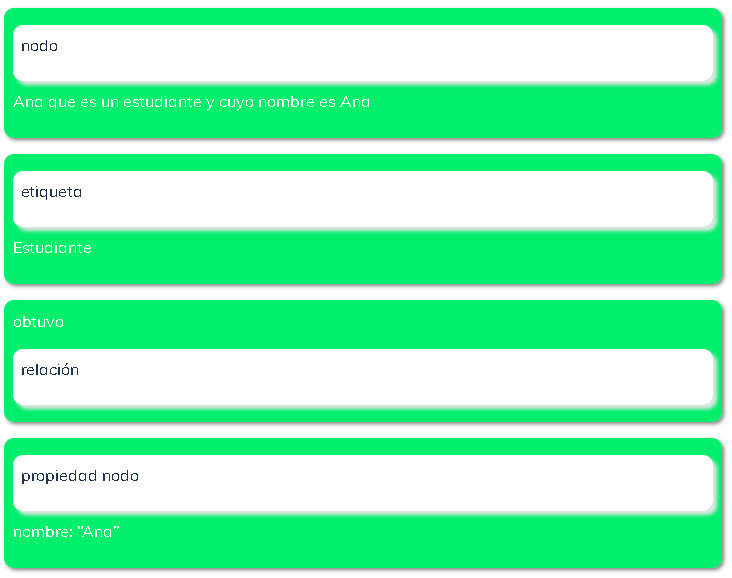 nodo
Ana que es un estudiante y cuyo nombre es Ana
etiqueta
Estudiante
obtuvo
relación
propiedad nodo
nombre: “Ana”